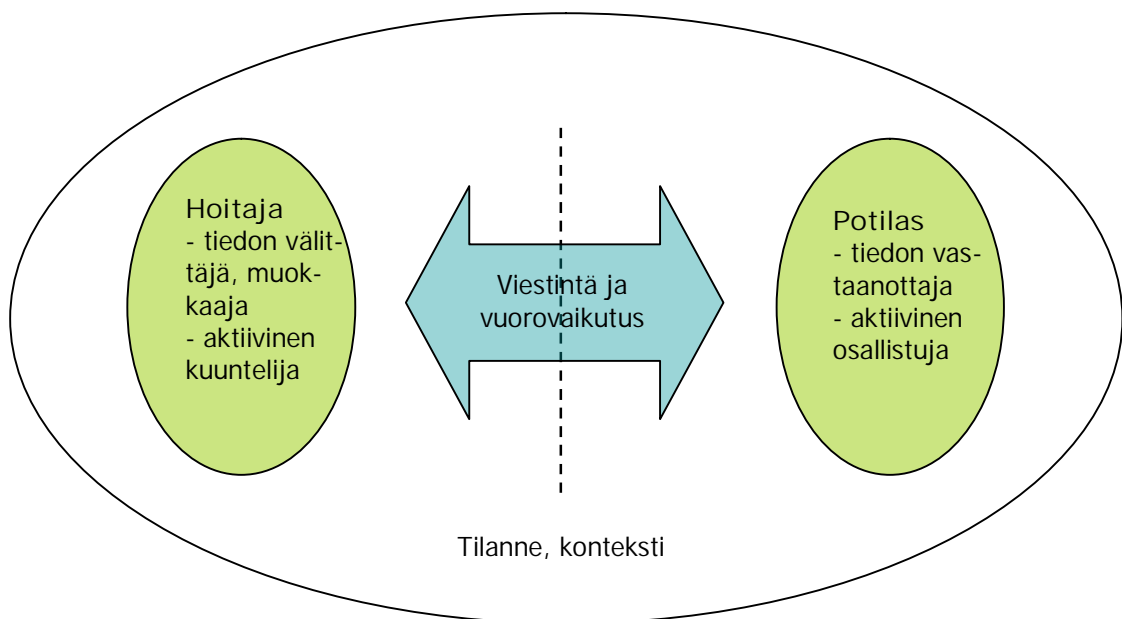 Hoitaja
- tiedon välit-
täjä, muok-
kaaja
- aktiivinen
kuuntelija
Viestintä ja
vuorovaikutus
Potilas
- tiedon vas-
taanottaja
- aktiivinen
osallistuja
Tilanne, konteksti